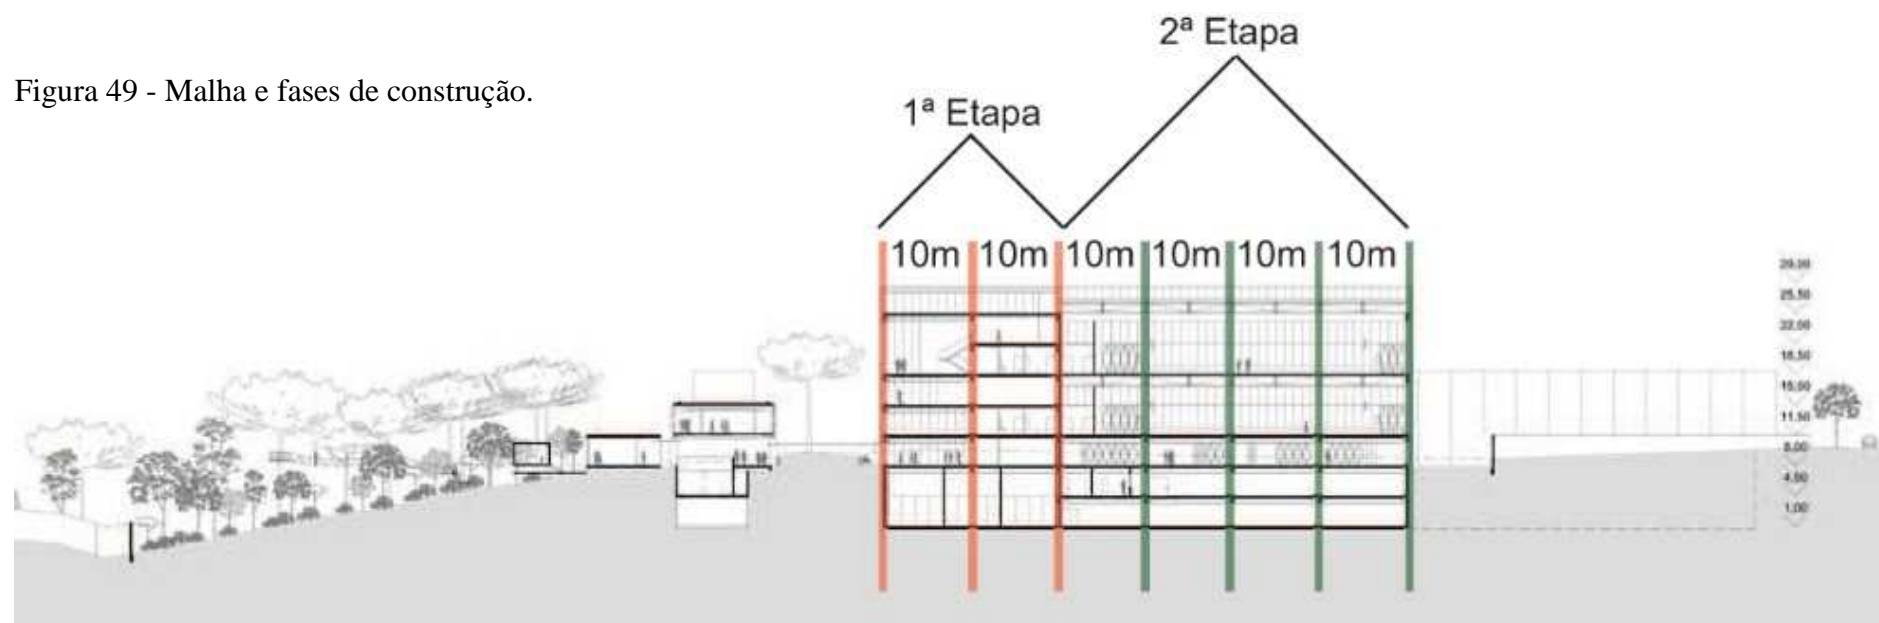 2ª Etapa
Figura 49 - Malha e fases de construção.
1ª Etapa
10m 10m 10m 10m 10m 10m
29.00
25.50
22.00
18.50
15.00
11.50
8.00
4.50
1.00